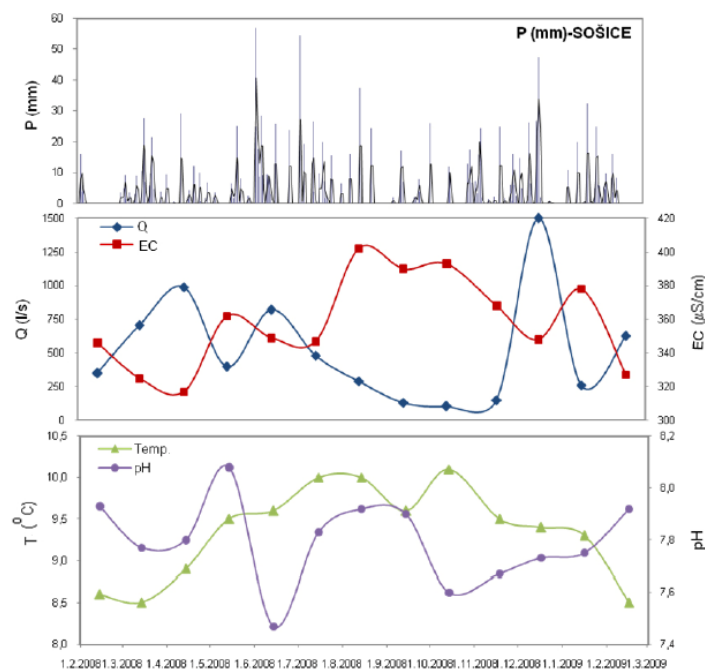 60
P (mm)-SOŠICE
50
40
P (mm)
30
20
10
0
1500
420
Q
EC
1250
400
1000
380
Q (l/s)
750
360
EC (μS/cm)
500
340
250
320
0
300
10,5
8,2
Temp.
pH
10,0
8,0
T (⁰C)
9,5
7,8
pH
9,0
7,6
8,5
8,0
7,4
1.2.2008 1.3.2008 1.4.2008 1.5.2008 1.6.2008 1.7.2008 1.8.2008 1.9.2008 1.10.2008 1.11.2008 1.12.2008 1.1.2009 1.2.2009 1.3.2009